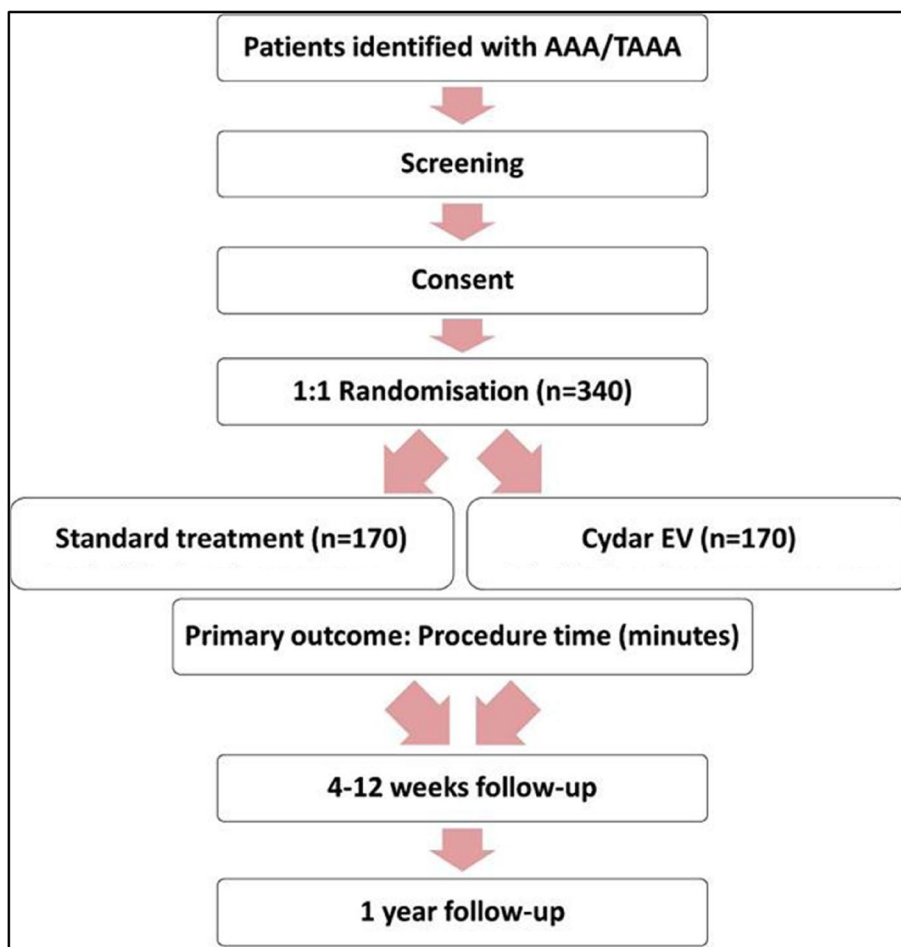 Patients identified with AAA/TAAA
Screening
Consent
1:1 Randomisation (n=340)
Standard treatment (n=170)
Cydar EV (n=170)
Primary outcome: Procedure time (minutes)
4-12 weeks follow-up
1 year follow-up